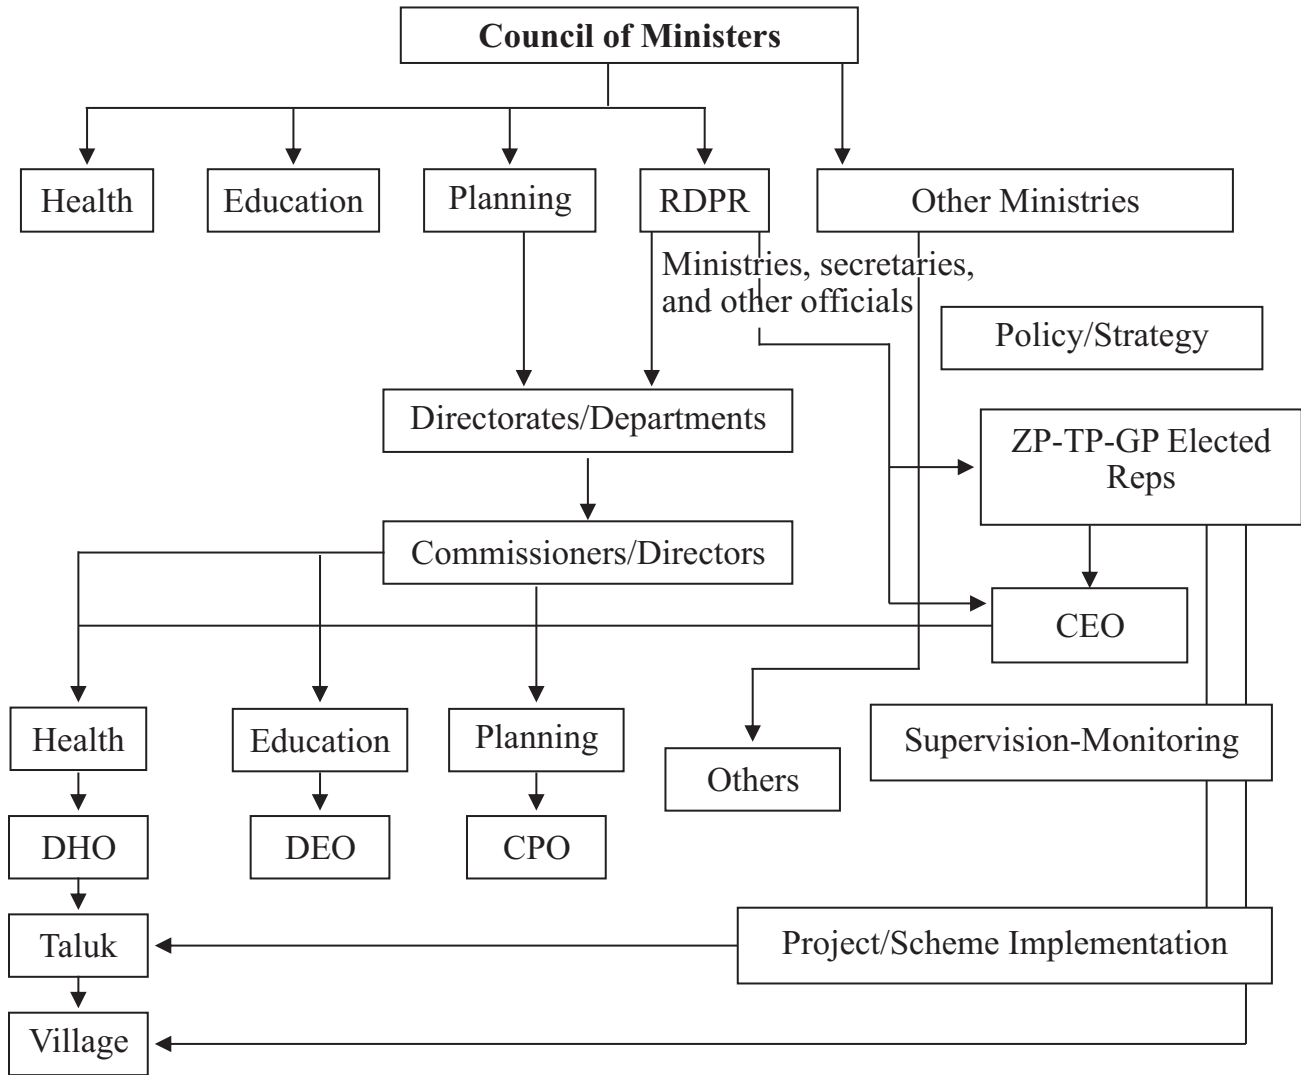 Council of Ministers
Health
Education
Planning
RDPR
Other Ministries
Ministries, secretaries,
and other officials
Policy/Strategy
Directorates/Departments
ZP-TP-GP Elected
Reps
Commissioners/Directors
CEO
Health
Education
Planning
Others
Supervision-Monitoring
DHO
DEO
CPO
Taluk
Project/Scheme Implementation
Village